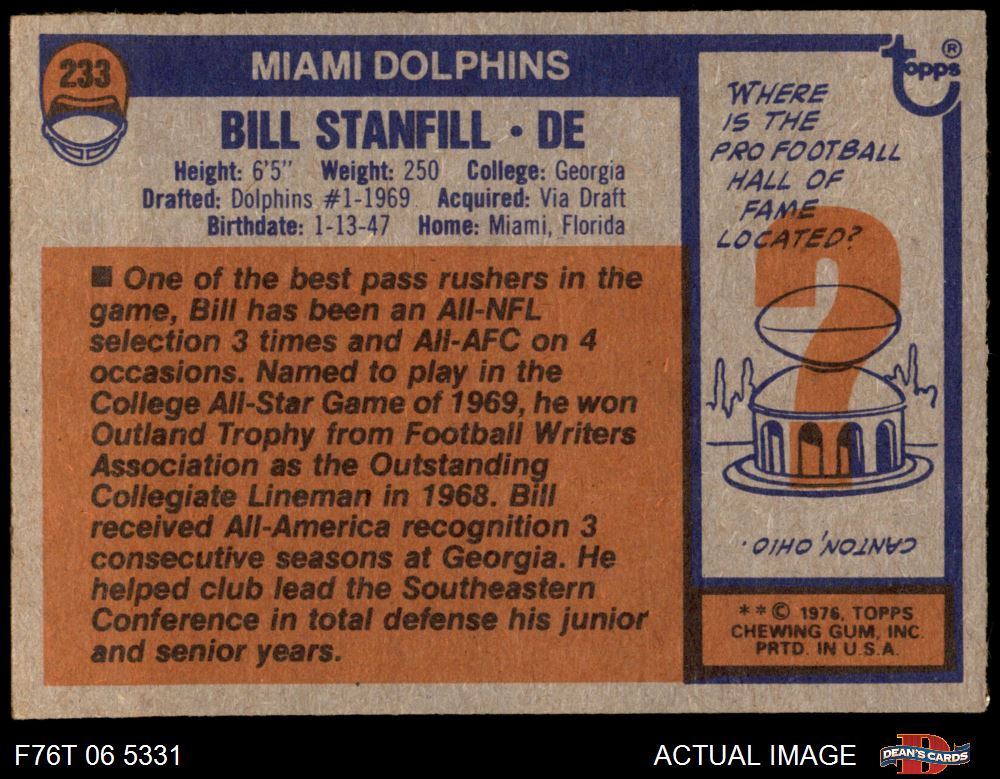 233
MIAMI DOLPHINS
BILL STANFILL • DE
Height: 6'5" Weight: 250 College: Georgia
Drafted: Dolphins #1-1969 Acquired: Via Draft
Birthdate: 1-13-47 Home: Miami, Florida
■ One of the best pass rushers in the
game, Bill has been an All-NFL
selection 3 times and All-AFC on 4
occasions. Named to play in the
College All-Star Game of 1969, he won
Outland Trophy from Football Writers
Association as the Outstanding
Collegiate Lineman in 1968. Bill
received All-America recognition 3
consecutive seasons at Georgia. He
helped club lead the Southeastern
Conference in total defense his junior
and senior years.
topps®
WHERE
IS THE
PRO FOOTBALL
HALL OF
FAME
LOCATED?
?
CANTON, OHIO.
**© 1976, TOPPS
CHEWING GUM, INC.
PRTD. IN U.S.A.
F76T 06 5331
ACTUAL IMAGE
DEAN'S CARDS